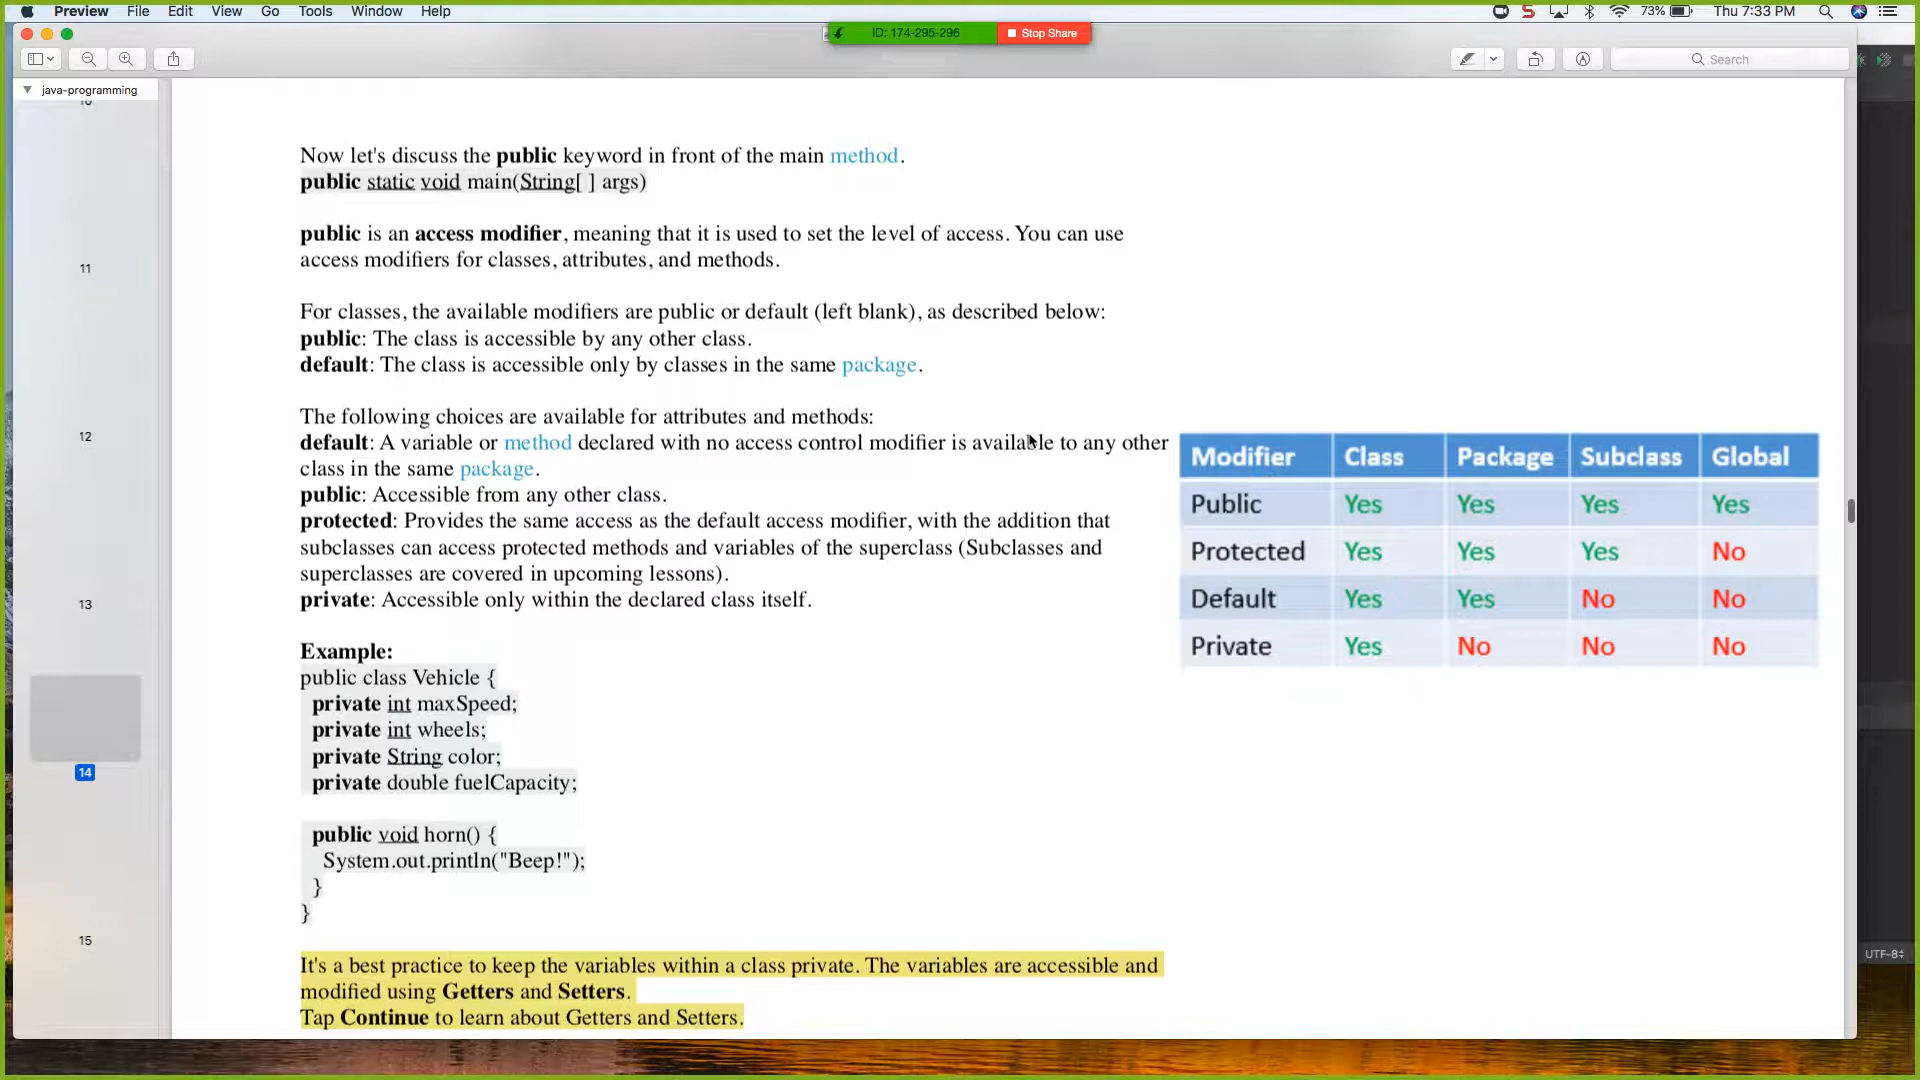 Preview File Edit View Go Tools Window Help
73% Thu 7:33 PM
ID: 174-295-296 Stop Share
Search
java-programming
11
12
13
14
15
Now let's discuss the public keyword in front of the main method.
public static void main(String[ ] args)
public is an access modifier, meaning that it is used to set the level of access. You can use
access modifiers for classes, attributes, and methods.
For classes, the available modifiers are public or default (left blank), as described below:
public: The class is accessible by any other class.
default: The class is accessible only by classes in the same package.
The following choices are available for attributes and methods:
default: A variable or method declared with no access control modifier is available to any other
class in the same package.
public: Accessible from any other class.
protected: Provides the same access as the default access modifier, with the addition that
subclasses can access protected methods and variables of the superclass (Subclasses and
superclasses are covered in upcoming lessons).
private: Accessible only within the declared class itself.
Example:
public class Vehicle {
private int maxSpeed;
private int wheels;
private String color;
private double fuelCapacity;
public void horn() {
System.out.println("Beep!");
}
}
It's a best practice to keep the variables within a class private. The variables are accessible and
modified using Getters and Setters.
Tap Continue to learn about Getters and Setters.
Modifier Class Package Subclass Global
Public Yes Yes Yes Yes
Protected Yes Yes Yes No
Default Yes Yes No No
Private Yes No No No
UTF-8